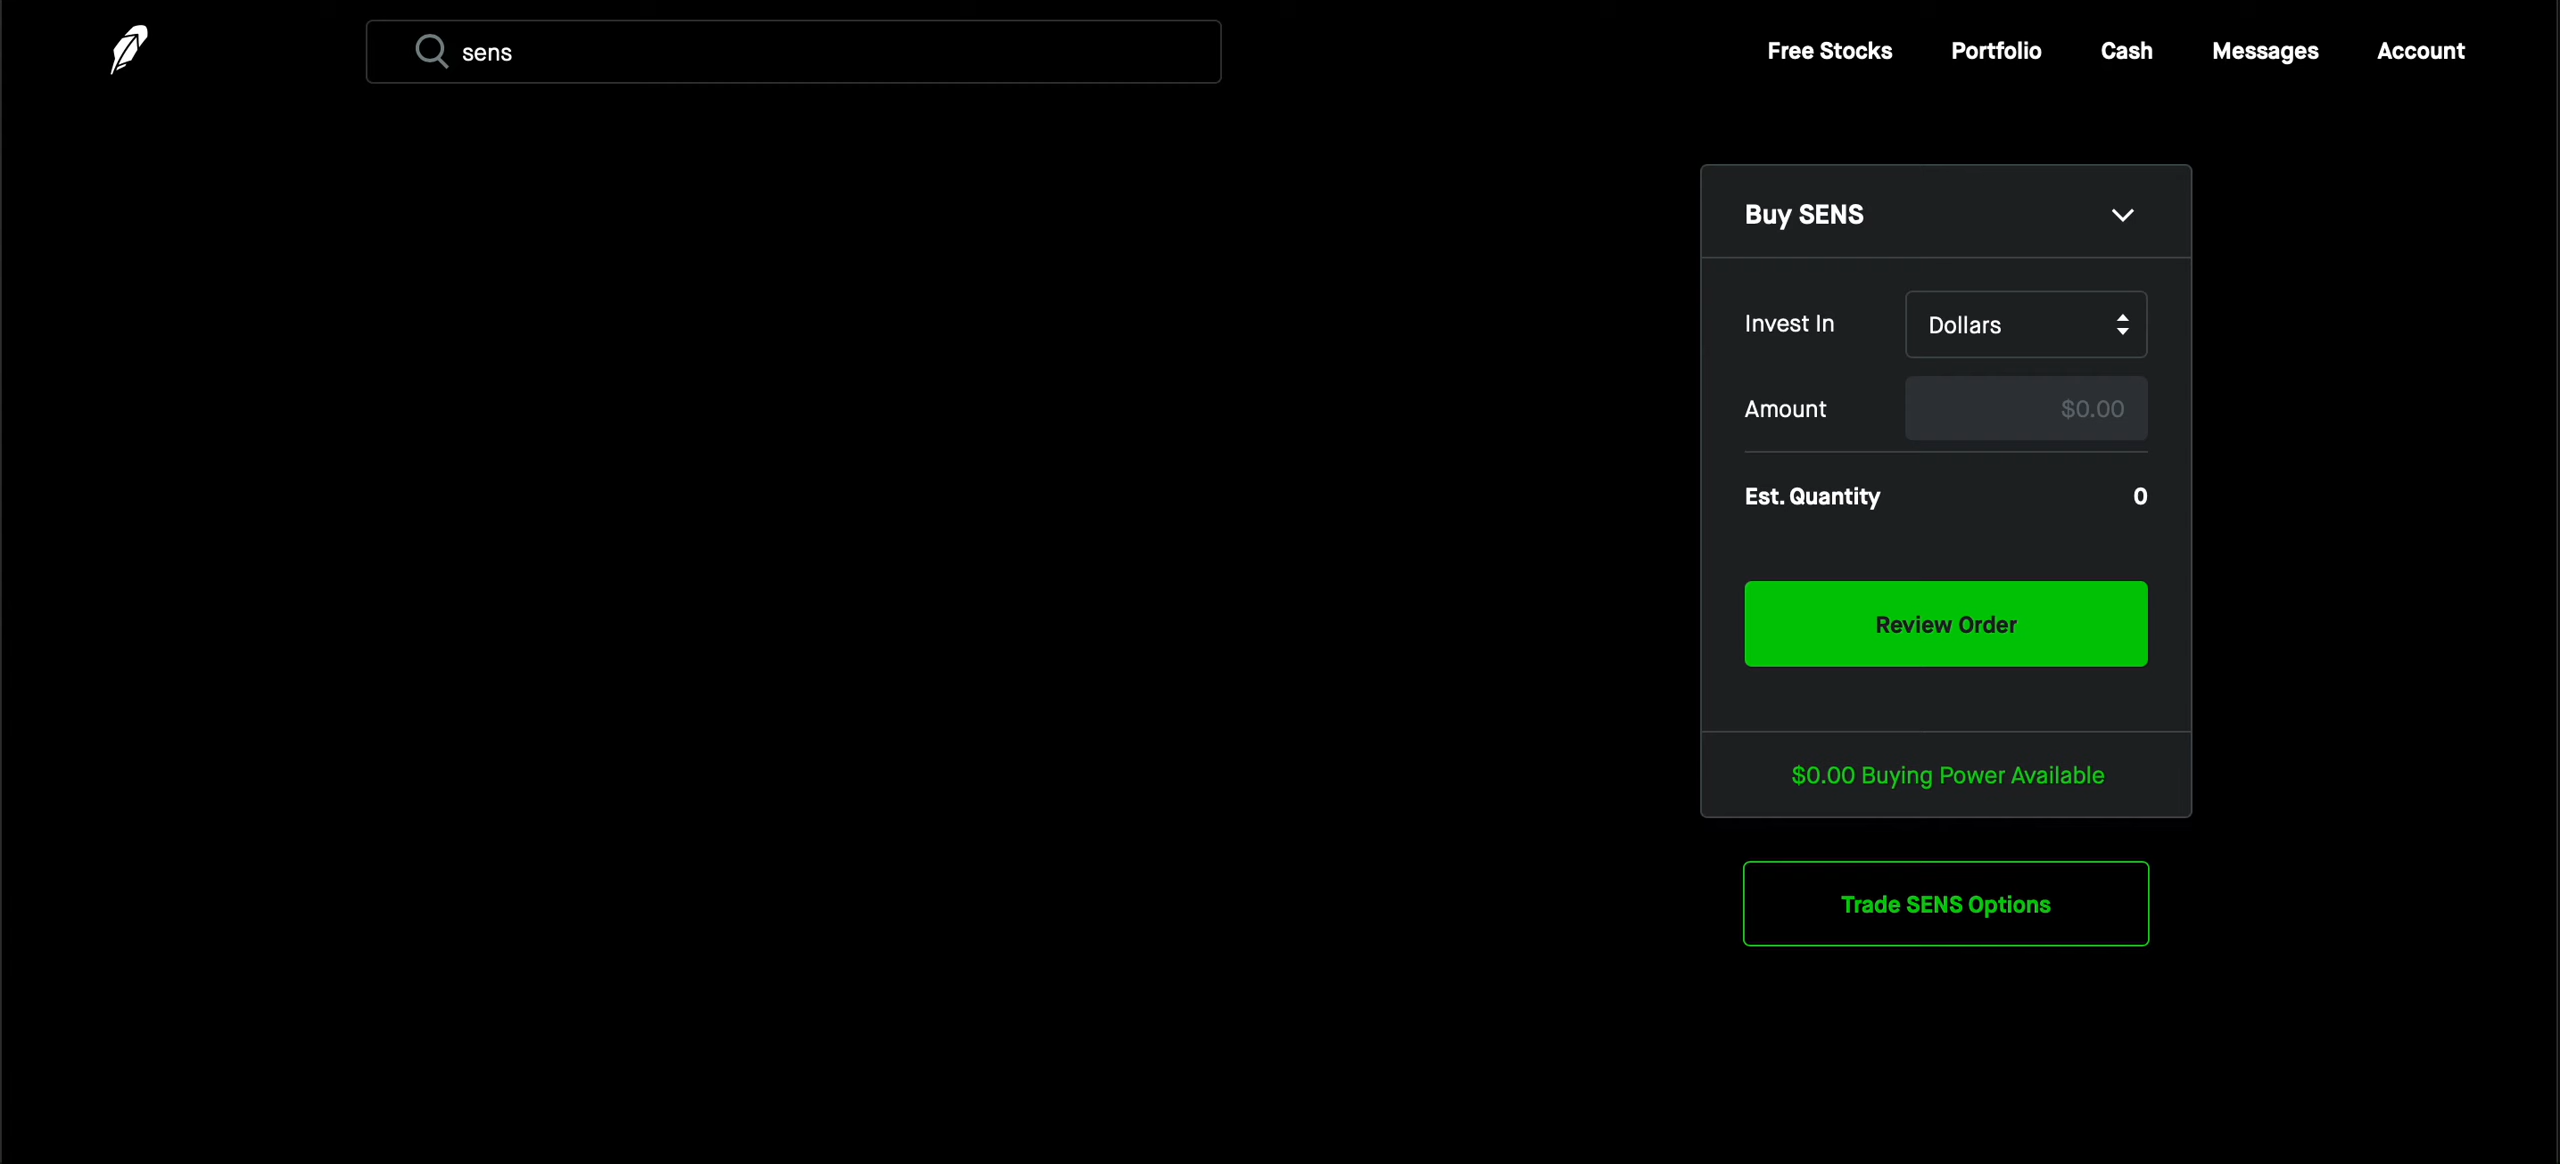 sens
Free Stocks
Portfolio
Cash
Messages
Account
Buy SENS
Invest In
Dollars
Amount
$0.00
Est. Quantity
0
Review Order
$0.00 Buying Power Available
Trade SENS Options